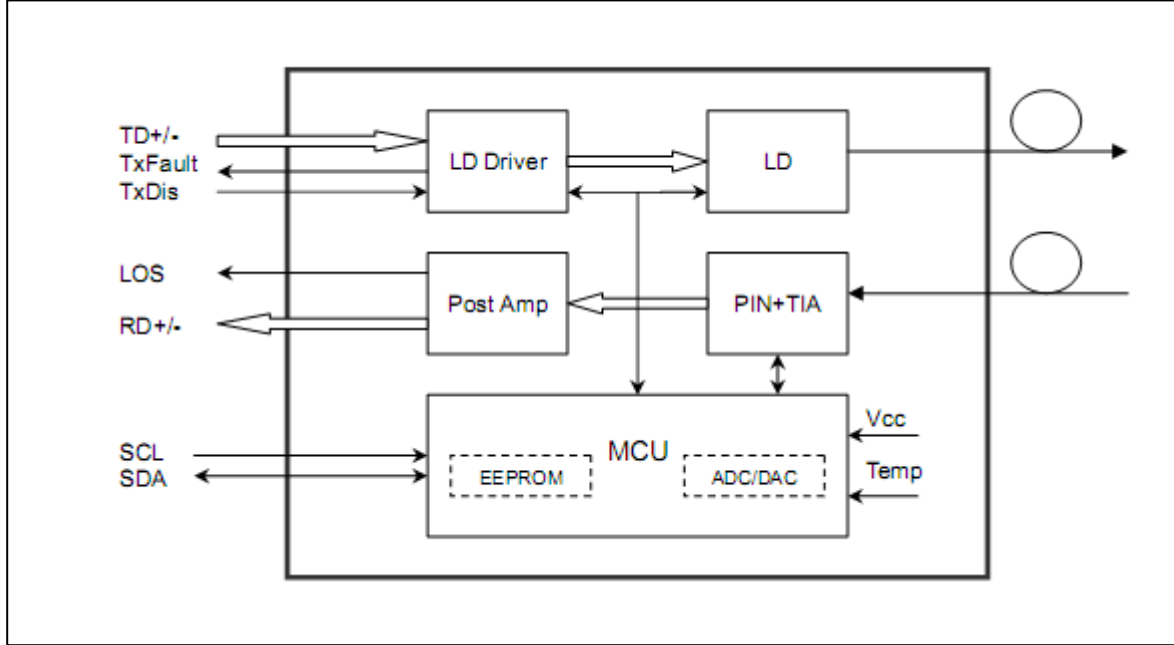 TD+/-
TxFault
TxDis
LD Driver
LD
LOS
RD+/-
Post Amp
PIN+TIA
SCL
SDA
MCU
EEPROM
ADC/DAC
Vcc
Temp